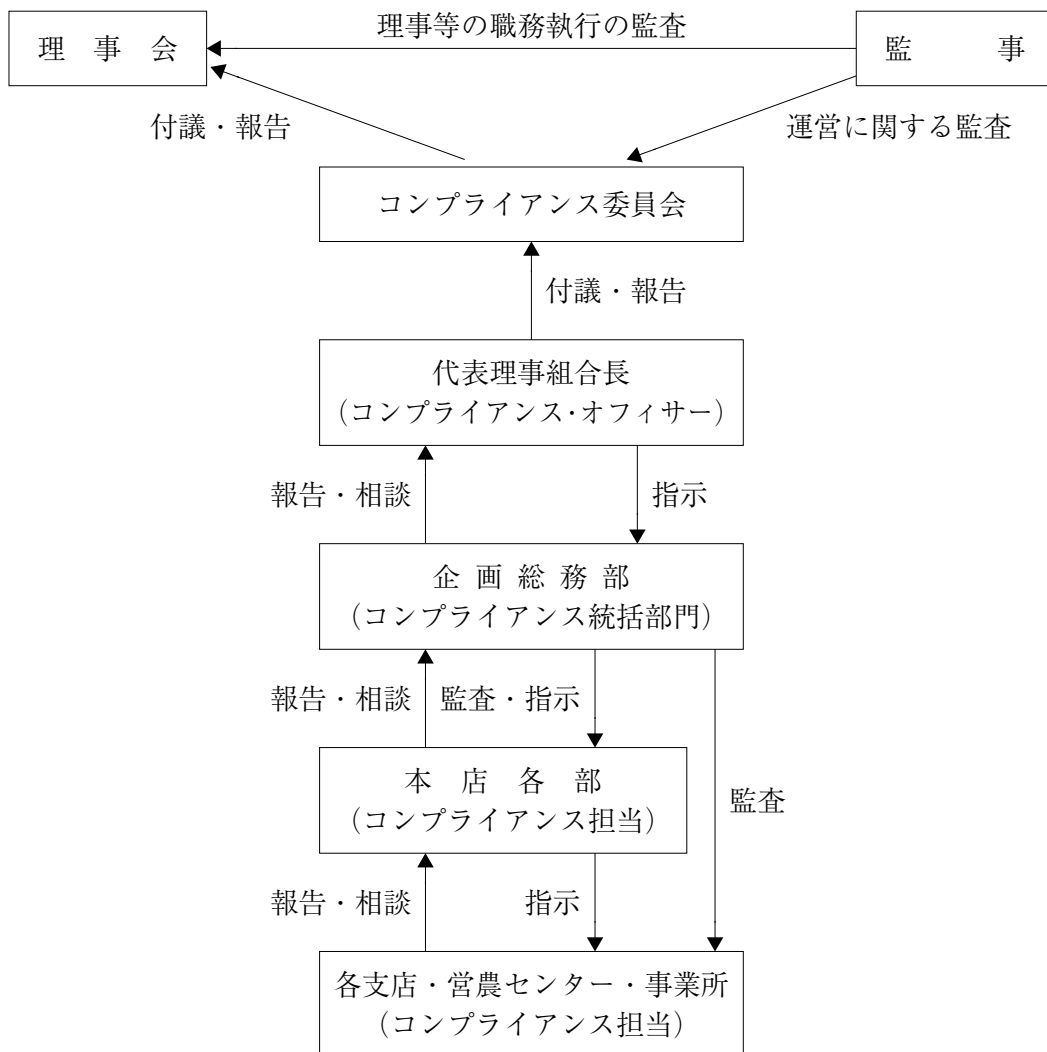 理事等の職務執行の監査
理　事　会
監　　事
付議・報告
運営に関する監査
コンプライアンス委員会
付議・報告
代表理事組合長
（コンプライアンス・オフィサー）
報告・相談
指示
企 画 総 務 部
（コンプライアンス統括部門）
報告・相談
監査・指示
本　店　各　部
（コンプライアンス担当）
監査
報告・相談
指示
各支店・営農センター・事業所
（コンプライアンス担当）